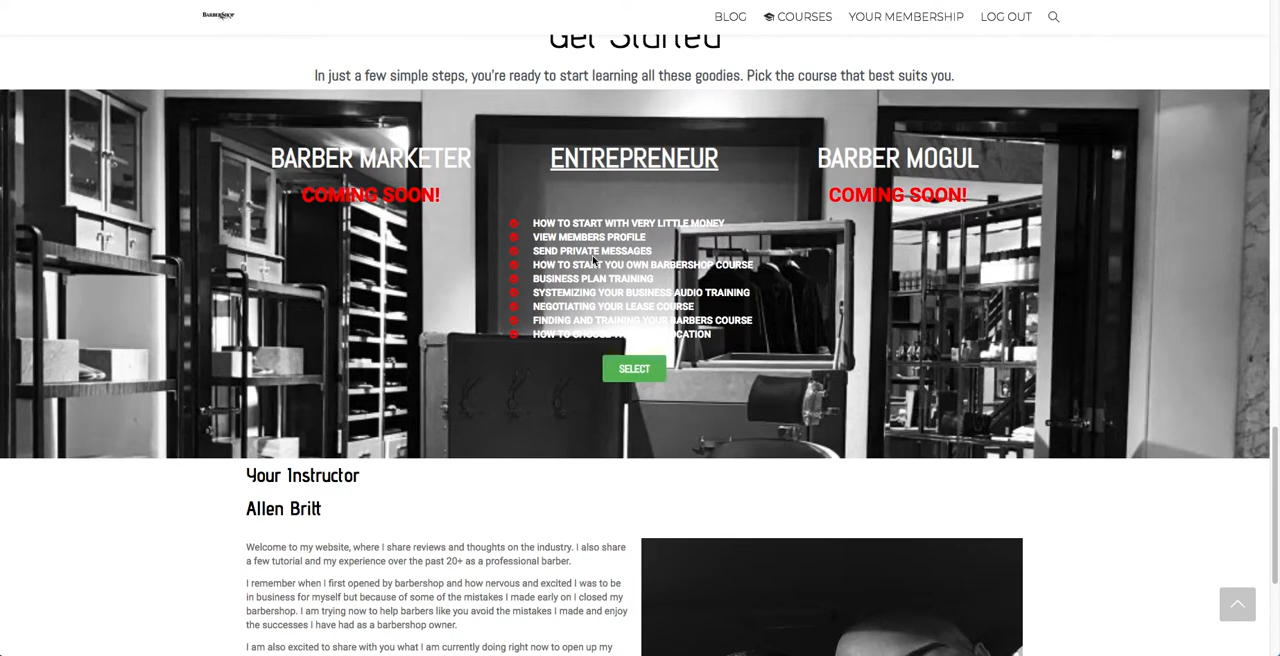 BARBERSHOP
BLOG COURSES YOUR MEMBERSHIP LOG OUT
Get Started
In just a few simple steps, you're ready to start learning all these goodies. Pick the course that best suits you.
BARBER MARKETER
COMING SOON!
ENTREPRENEUR
HOW TO START WITH VERY LITTLE MONEY
VIEW MEMBERS PROFILE
SEND PRIVATE MESSAGES
HOW TO START YOU OWN BARBERSHOP COURSE
BUSINESS PLAN TRAINING
SYSTEMIZING YOUR BUSINESS AUDIO TRAINING
NEGOTIATING YOUR LEASE COURSE
FINDING AND TRAINING YOUR BARBERS COURSE
HOW TO CHOOSE LOCATION
SELECT
BARBER MOGUL
COMING SOON!
Your Instructor
Allen Britt
Welcome to my website, where I share reviews and thoughts on the industry. I also share
a few tutorial and my experience over the past 20+ as a professional barber.
I remember when I first opened by barbershop and how nervous and excited I was to be
in business for myself but because of some of the mistakes I made early on I closed my
barbershop. I am trying now to help barbers like you avoid the mistakes I made and enjoy
the successes I have had as a barbershop owner.
I am also excited to share with you what I am currently doing right now to open up my